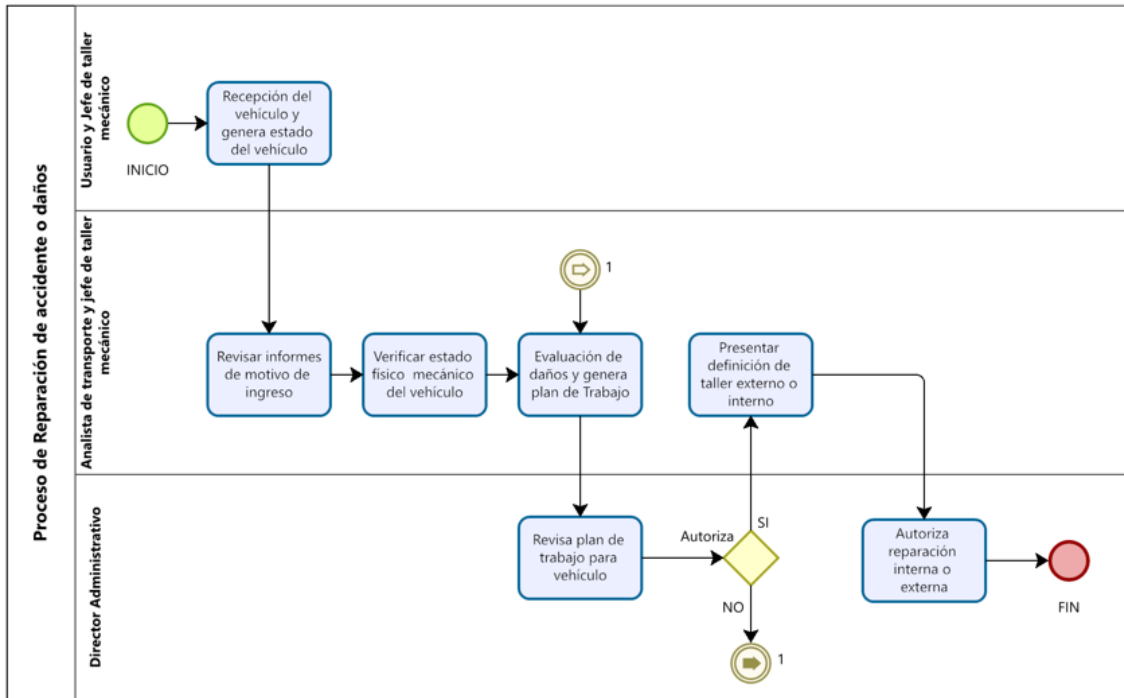 Proceso de Reparación de accidente o daños
Usuario y Jefe de taller
mecánico
INICIO
Recepción del
vehículo y
genera estado
del vehículo
Analista de transporte y jefe de taller
mecánico
Revisar informes
de motivo de
ingreso
Verificar estado
físico mecánico
del vehículo
1
Evaluación de
daños y genera
plan de Trabajo
Presentar
definición de
taller externo o
interno
Director Administrativo
Revisa plan de
trabajo para
vehículo
Autoriza
SI
NO
1
Autoriza
reparación
interna o
externa
FIN